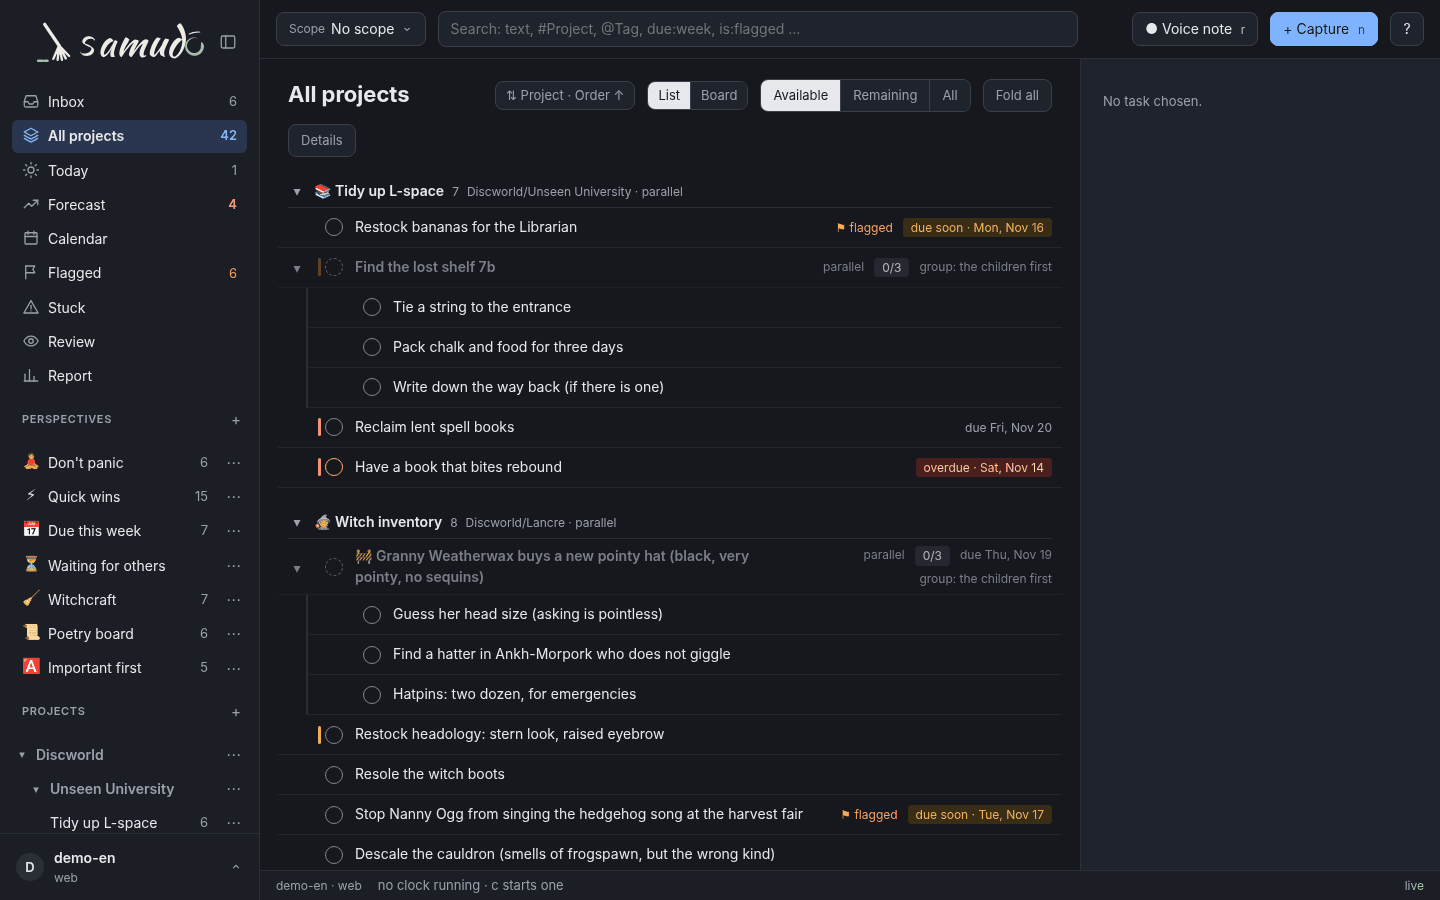 samudō
Scope No scope
Search: text, #Project, @Tag, due:week, is:flagged ...
Voice note r
+ Capture n
?
Inbox 6
All projects 42
Today 1
Forecast 4
Calendar
Flagged 6
Stuck
Review
Report
PERSPECTIVES +
Don't panic 6 ...
Quick wins 15 ...
Due this week 7 ...
Waiting for others ...
Witchcraft 7 ...
Poetry board 6 ...
Important first 5 ...
PROJECTS +
Discworld ...
Unseen University ...
Tidy up L-space 6 ...
D demo-en
web
All projects
⇅ Project · Order ↑
List Board
Available Remaining All
Fold all
Details
Tidy up L-space 7 Discworld/Unseen University · parallel
Restock bananas for the Librarian flagged due soon · Mon, Nov 16
Find the lost shelf 7b parallel 0/3 group: the children first
Tie a string to the entrance
Pack chalk and food for three days
Write down the way back (if there is one)
Reclaim lent spell books due Fri, Nov 20
Have a book that bites rebound overdue · Sat, Nov 14
Witch inventory 8 Discworld/Lancre · parallel
Granny Weatherwax buys a new pointy hat (black, very parallel 0/3 due Thu, Nov 19
pointy, no sequins) group: the children first
Guess her head size (asking is pointless)
Find a hatter in Ankh-Morpork who does not giggle
Hatpins: two dozen, for emergencies
Restock headology: stern look, raised eyebrow
Resole the witch boots
Stop Nanny Ogg from singing the hedgehog song at the harvest fair flagged due soon · Tue, Nov 17
Descale the cauldron (smells of frogspawn, but the wrong kind)
No task chosen.
demo-en · web no clock running · c starts one
live